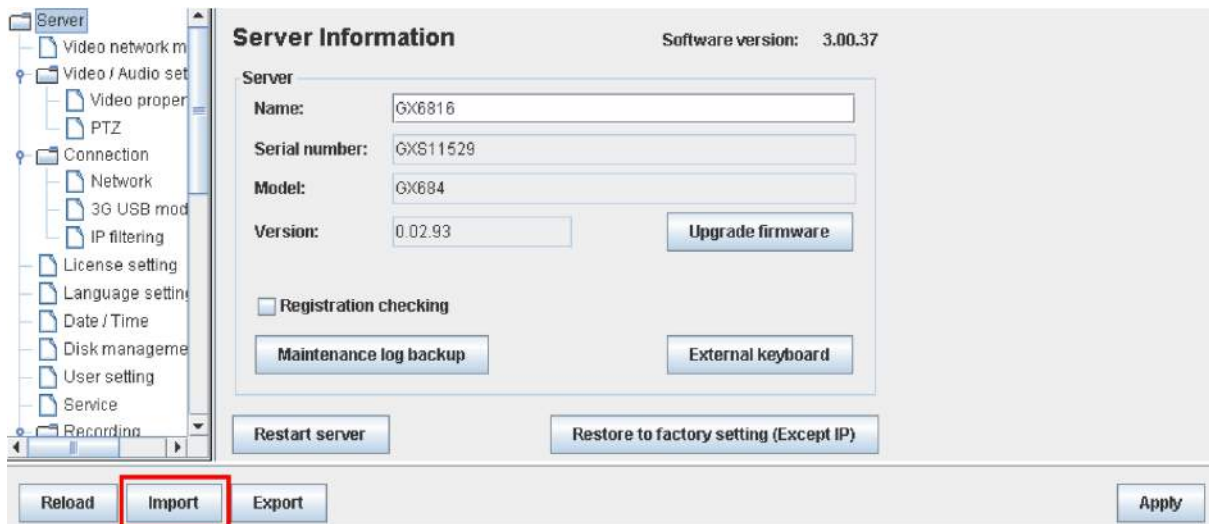 Server
Video network m
Video / Audio set
Video proper
PTZ
Connection
Network
3G USB mod
IP filtering
License setting
Language setting
Date / Time
Disk manageme
User setting
Service
Recording
Server Information
Software version: 3.00.37
Server
Name: GX6816
Serial number: GXS11529
Model: GX684
Version: 0.02.93
Upgrade firmware
Registration checking
Maintenance log backup
External keyboard
Restart server
Restore to factory setting (Except IP)
Reload
Import
Export
Apply